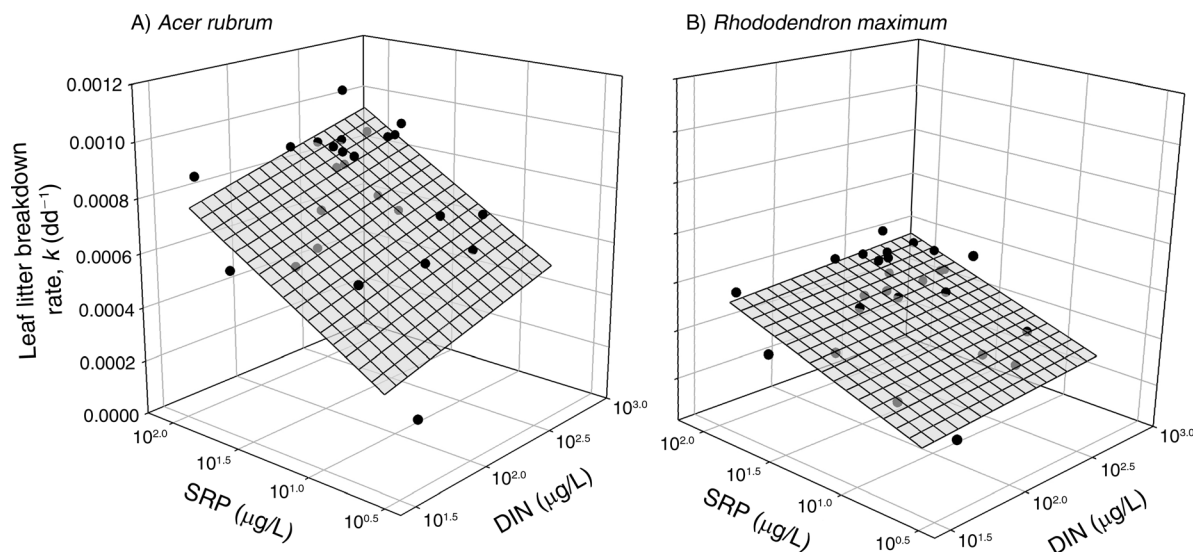 A) Acer rubrum
B) Rhododendron maximum
Leaf litter breakdown
rate, k (dd⁻¹)
0.0012
0.0010
0.0008
0.0006
0.0004
0.0002
0.0000
10^2.0
10^1.5
10^1.0
10^0.5
SRP (μg/L)
10^1.5
10^2.0
10^2.5
10^3.0
DIN (μg/L)
10^2.0
10^1.5
10^1.0
10^0.5
SRP (μg/L)
10^1.5
10^2.0
10^2.5
10^3.0
DIN (μg/L)